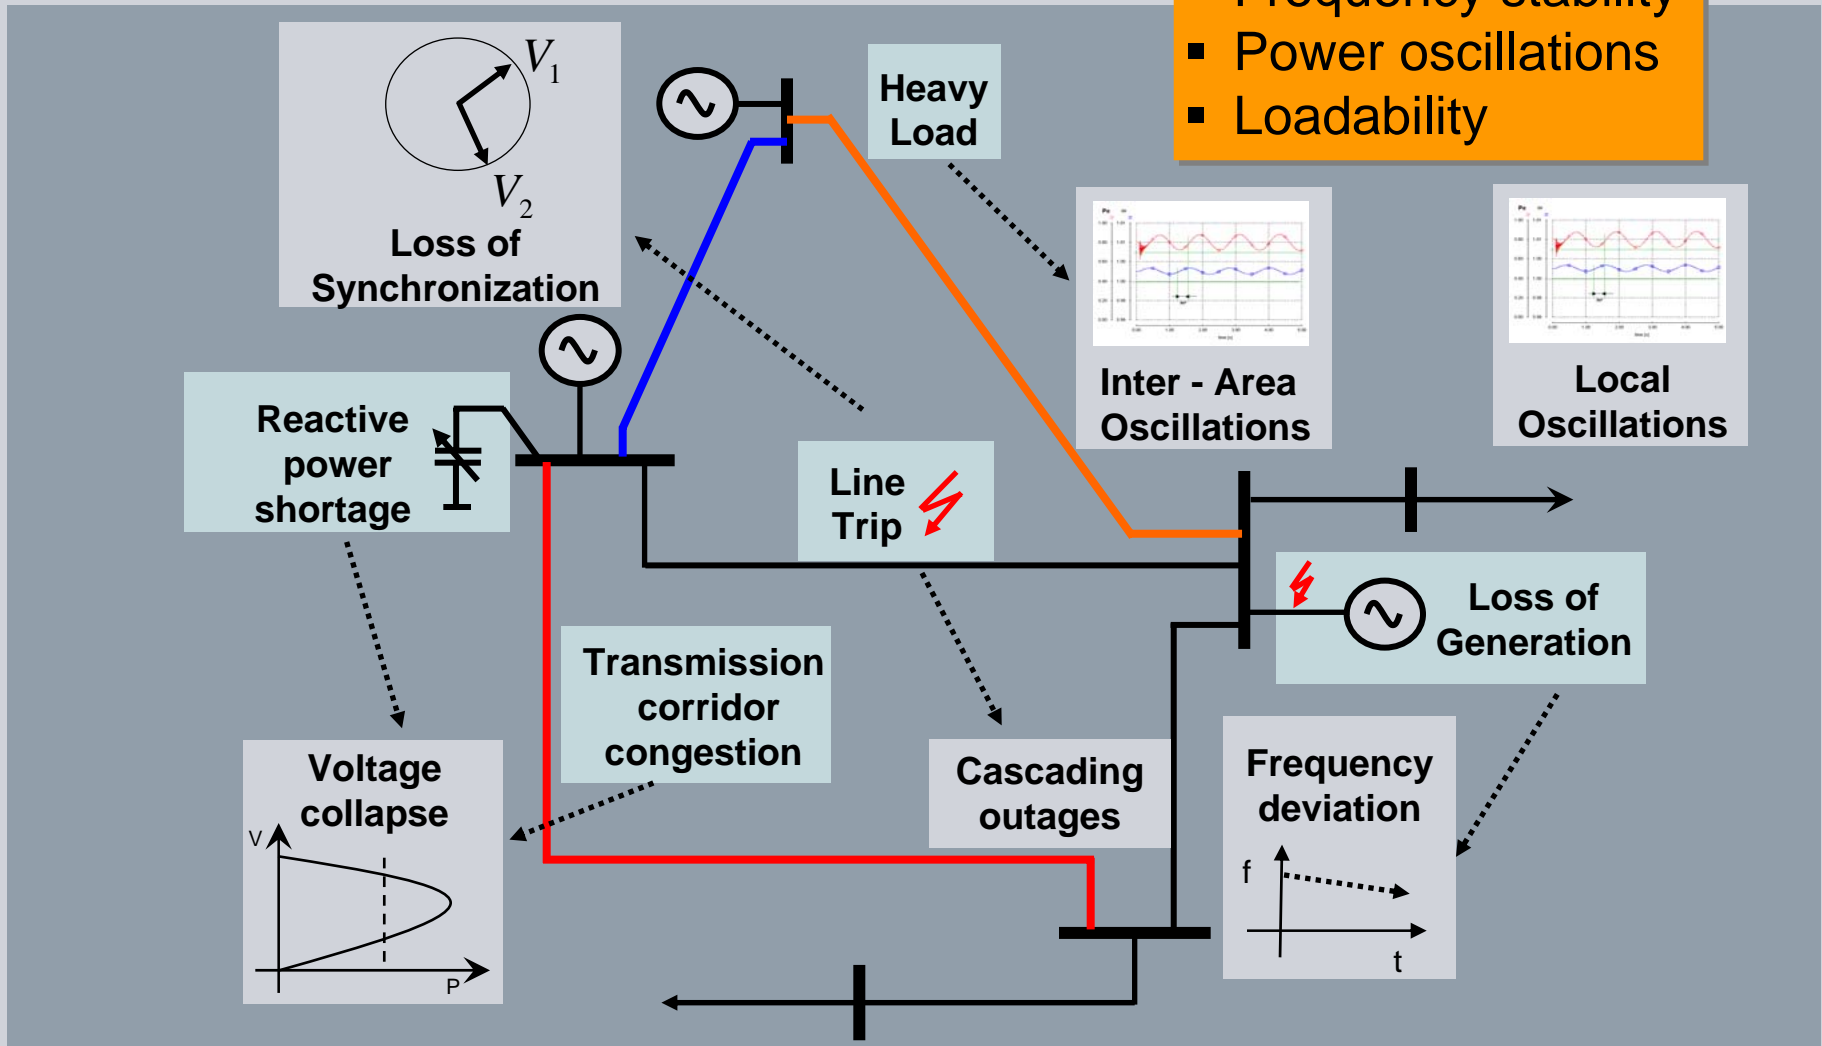 Frequency stability
▪ Power oscillations
▪ Loadability
V1
V2
Loss of
Synchronization
Heavy
Load
Inter - Area
Oscillations
Local
Oscillations
Reactive
power
shortage
Line
Trip
Loss of
Generation
Transmission
corridor
congestion
Voltage
collapse
V
P
Cascading
outages
Frequency
deviation
f
t